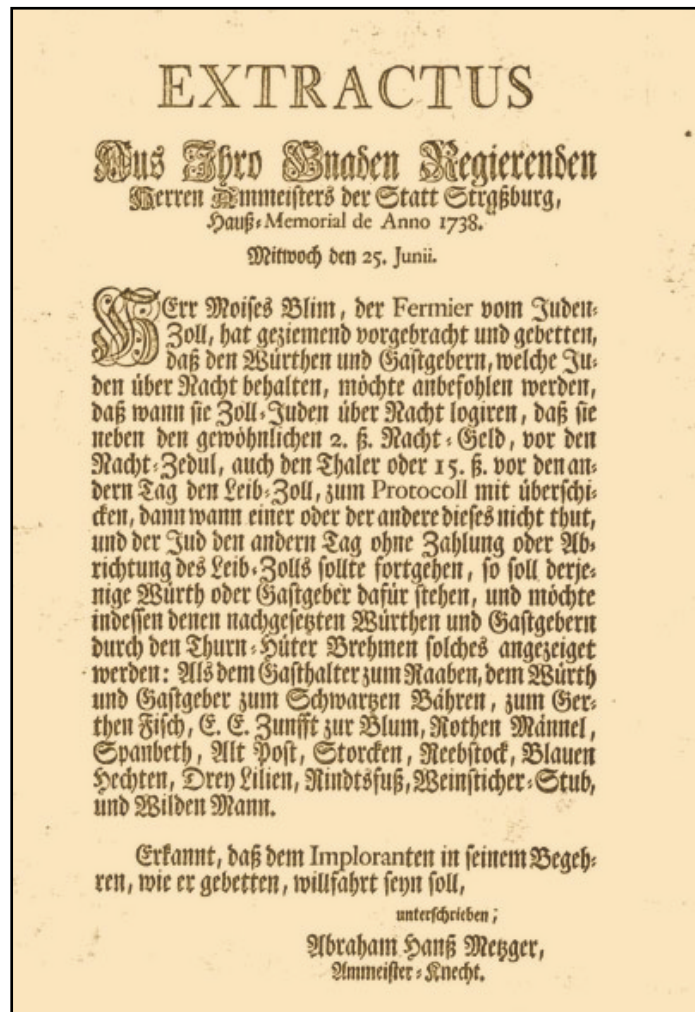 EXTRACTUS
Aus Ihro Gnaden Regierenden
Herren Ammeisters der Statt Straßburg,
Hauß-Memorial de Anno 1738.
Mitwoch den 25. Junii.
HErr Moises Blim, der Fermier vom Juden-
Zoll, hat geziemend vorgebracht und gebetten,
daß den Würthen und Gastgebern, welche Ju-
den über Nacht behalten, möchte anbefohlen werden,
daß wann sie Zoll-Juden über Nacht logiren, daß sie
neben den gewöhnlichen 2. ß. Nacht-Geld, vor den
Nacht-Zedul, auch den Thaler oder 15. ß. vor den an-
dern Tag den Leib-Zoll, zum Protocoll mit überschi-
cken, dann wann einer oder der andere dieses nicht thut,
und der Jud den andern Tag ohne Zahlung oder Ab-
richtung des Leib-Zolls sollte fortgehen, so soll derje-
nige Würth oder Gastgeber dafür stehen, und möchte
indessen denen nachgesetzten Würthen und Gastgebern
durch den Thurn-Hüter Brehmen solches angezeiget
werden: Als dem Gasthalter zum Raaben, dem Würth
und Gastgeber zum Schwartzen Bähren, zum Ger-
then Fisch, E. E. Zunfft zur Blum, Rothen Männel,
Spanbeth, Alt Post, Storcken, Reebstock, Blauen
Hechten, Drey Lilien, Rindtsfuß, Weinsticher-Stub,
und Wilden Mann.
Erkannt, daß dem Imploranten in seinem Begeh-
ren, wie er gebetten, willfahrt seyn soll,
unterschrieben;
Abraham Hanß Metzger,
Ammeister-Knecht.